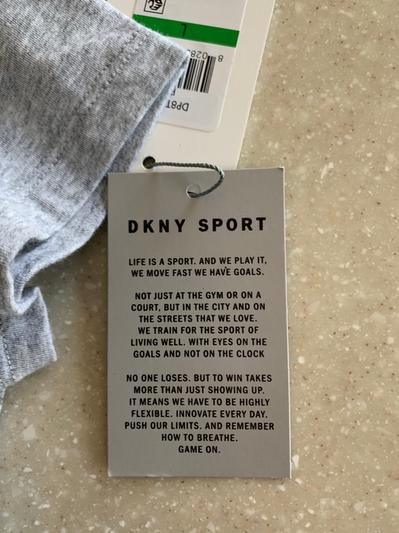 L
DKNY SPORT
LIFE IS A SPORT. AND WE PLAY IT,
WE MOVE FAST WE HAVE GOALS.
NOT JUST AT THE GYM OR ON A
COURT, BUT IN THE CITY AND ON
THE STREETS THAT WE LOVE.
WE TRAIN FOR THE SPORT OF
LIVING WELL. WITH EYES ON THE
GOALS AND NOT ON THE CLOCK
NO ONE LOSES. BUT TO WIN TAKES
MORE THAN JUST SHOWING UP.
IT MEANS WE HAVE TO BE HIGHLY
FLEXIBLE. INNOVATE EVERY DAY.
PUSH OUR LIMITS. AND REMEMBER
HOW TO BREATHE.
GAME ON.